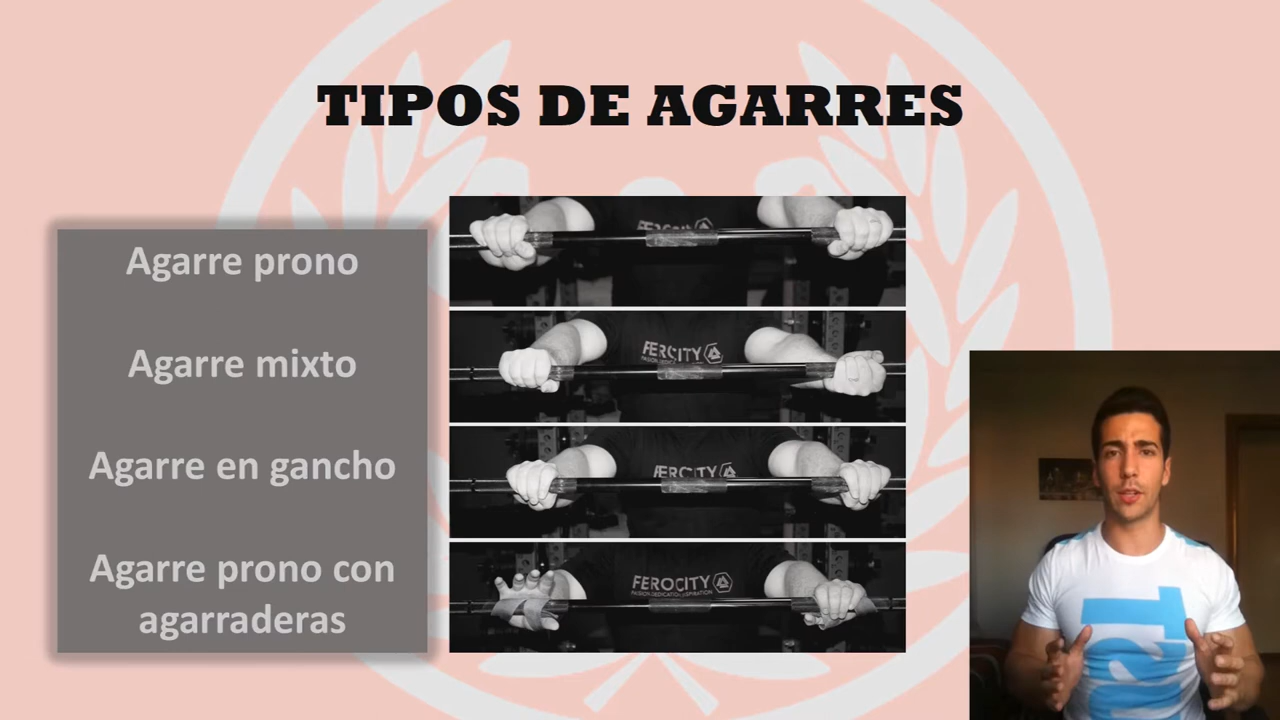 TIPOS DE AGARRES
Agarre prono
Agarre mixto
Agarre en gancho
Agarre prono con
agarraderas
FEROCITY
FEROCITY
FEROCITY